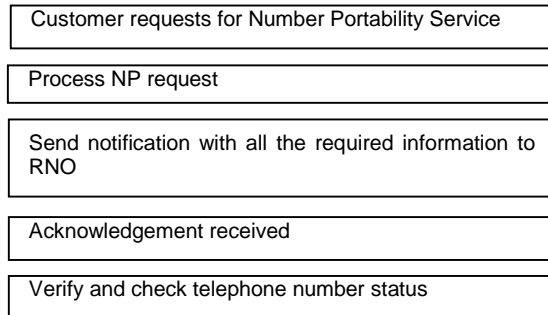 Customer requests for Number Portability Service
Process NP request
Send notification with all the required information to
RNO
Acknowledgement received
Verify and check telephone number status